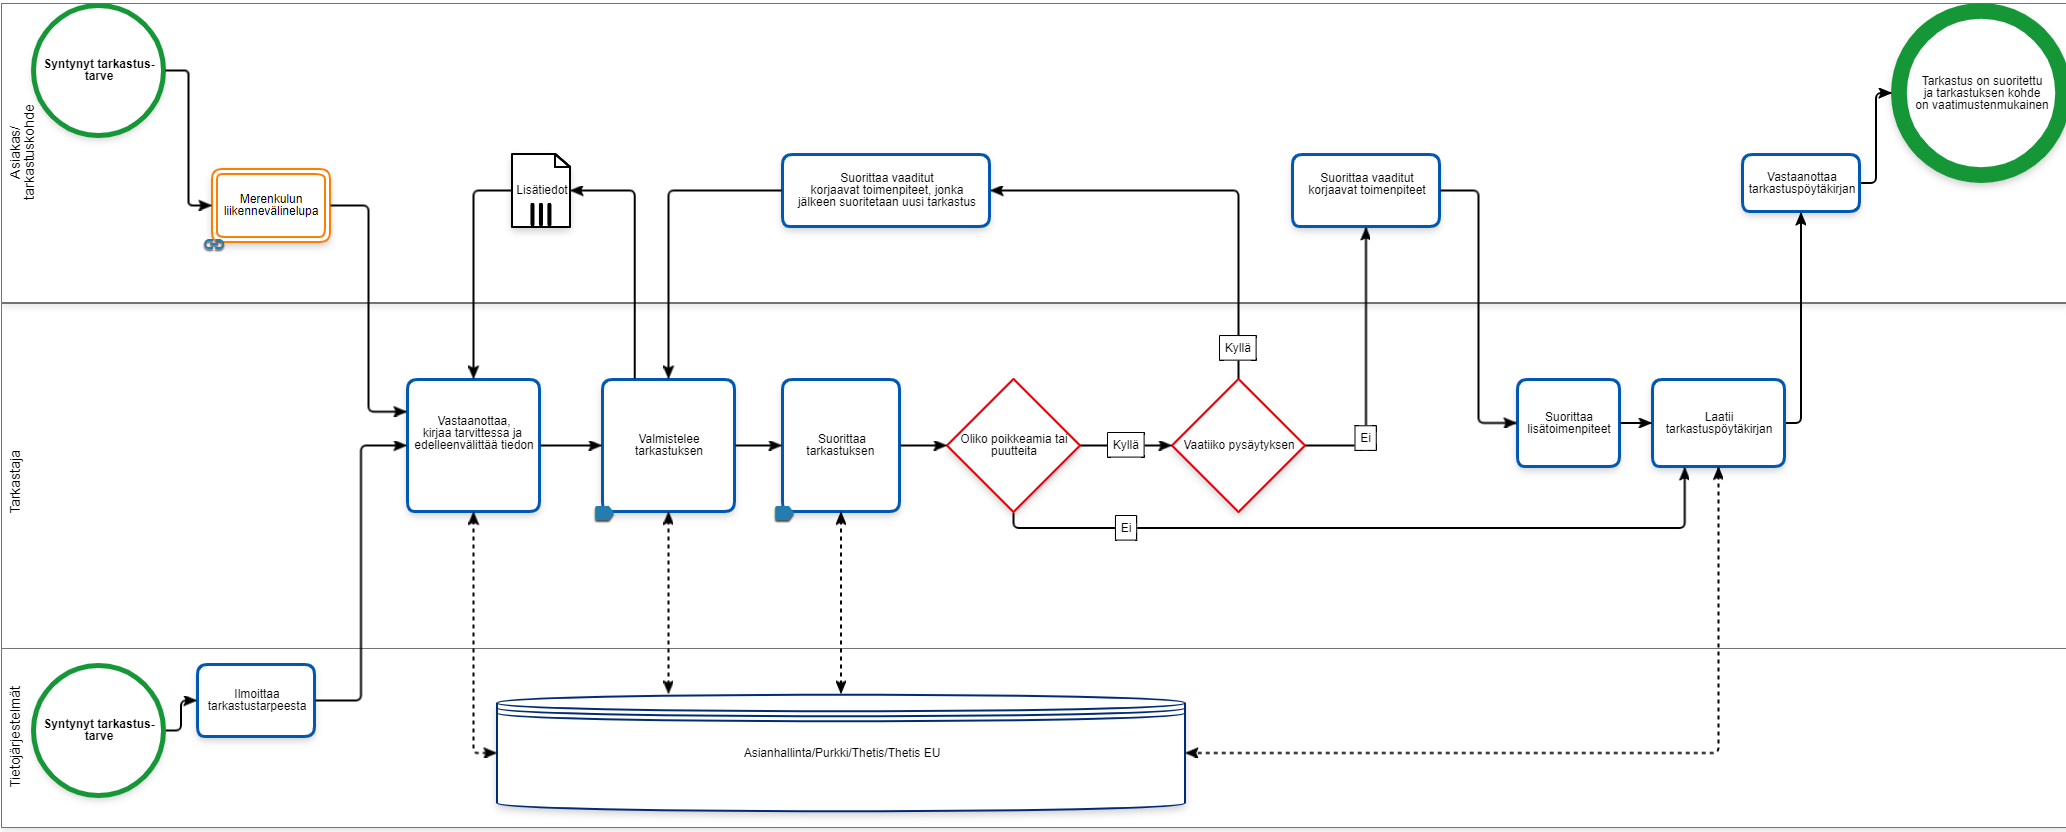 Asiakas/
tarkastuskohde
Syntynyt tarkastus-
tarve
Merenkulun
liikennevälinelupa
Lisätiedot
Suorittaa vaaditut
korjaavat toimenpiteet, jonka
jälkeen suoritetaan uusi tarkastus
Suorittaa vaaditut
korjaavat toimenpiteet
Vastaanottaa
tarkastuspöytäkirjan
Tarkastus on suoritettu
ja tarkastuksen kohde
on vaatimustenmukainen
Tarkastaja
Vastaanottaa,
kirjaa tarvittessa ja
edelleenvälittää tiedon
Valmistelee
tarkastuksen
Suorittaa
tarkastuksen
Oliko poikkeamia tai
puutteita
Kyllä
Ei
Vaatiiko pysäytyksen
Kyllä
Ei
Suorittaa
lisätoimenpiteet
Laatii
tarkastuspöytäkirjan
Tietojärjestelmät
Syntynyt tarkastus-
tarve
Ilmoittaa
tarkastustarpeesta
Asianhallinta/Purkki/Thetis/Thetis EU